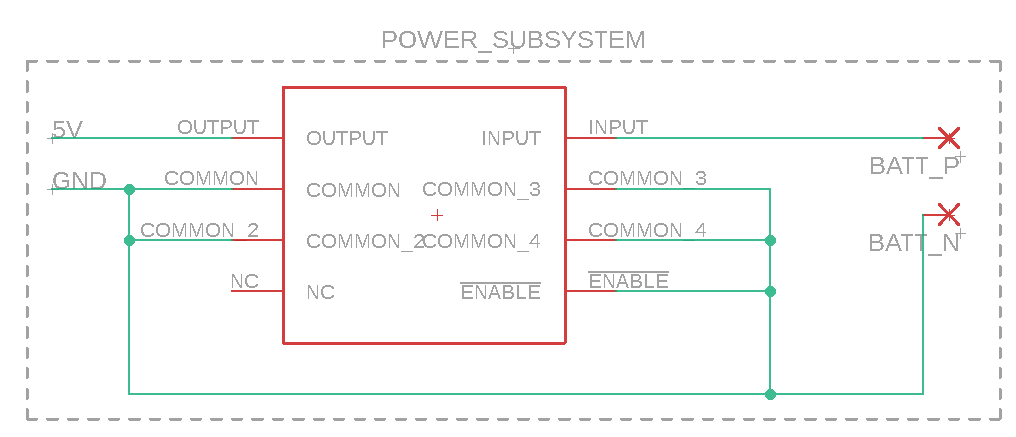 POWER_SUBSYSTEM
5V OUTPUT OUTPUT INPUT INPUT
BATT_P
GND COMMON COMMON COMMON_3 COMMON_3
COMMON_2 COMMON_2 COMMON_4 COMMON_4
BATT_N
NC NC ENABLE ENABLE